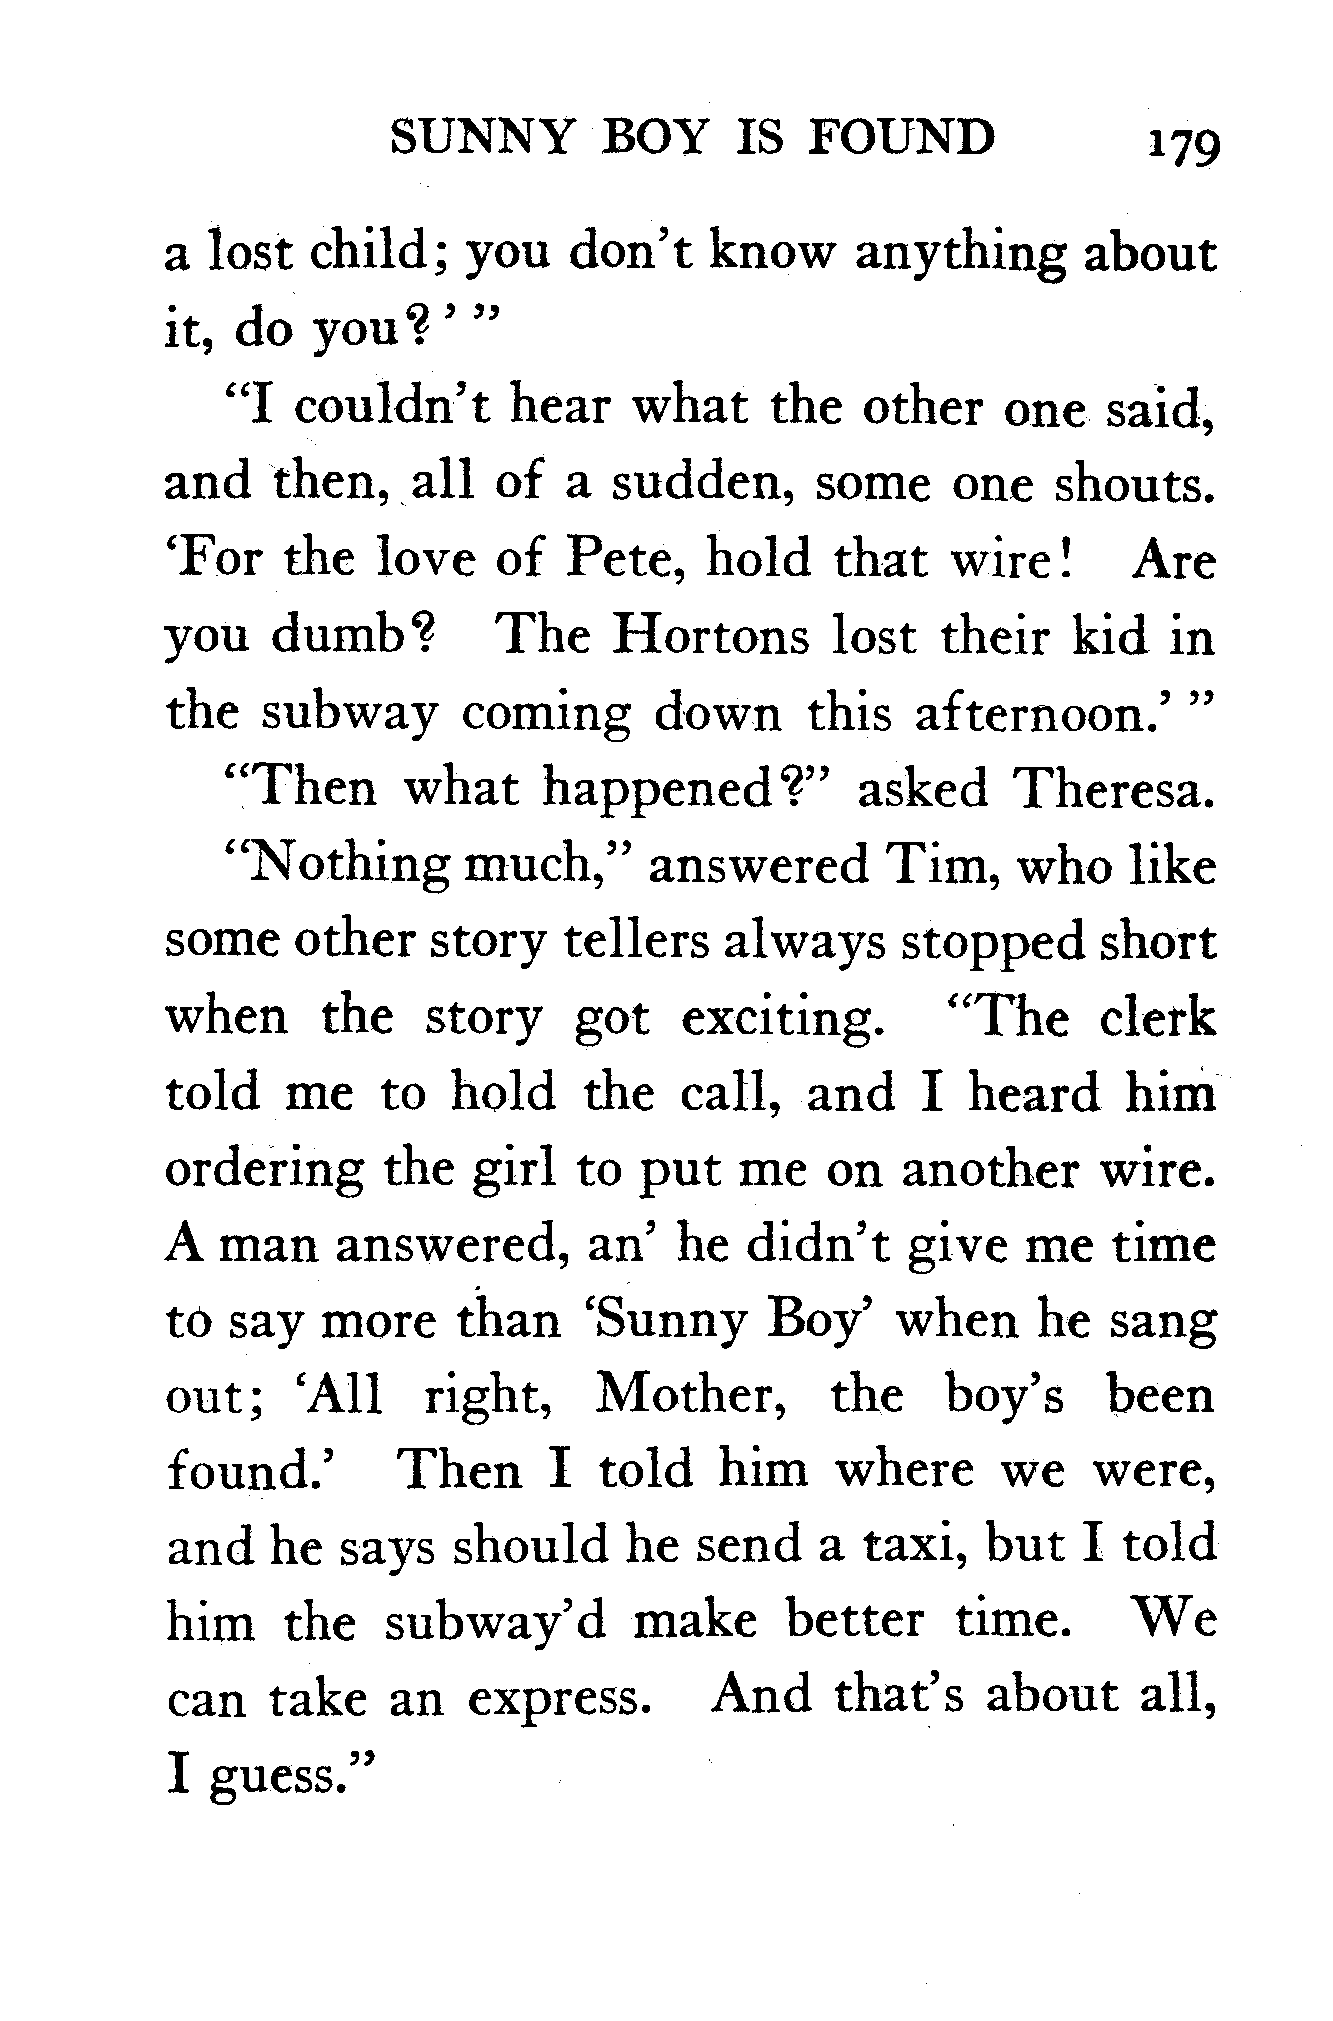 SUNNY BOY IS FOUND 179
a lost child; you don't know anything about
it, do you?' "
"I couldn't hear what the other one said,
and then, all of a sudden, some one shouts.
'For the love of Pete, hold that wire! Are
you dumb? The Hortons lost their kid in
the subway coming down this afternoon.' "
"Then what happened?" asked Theresa.
"Nothing much," answered Tim, who like
some other story tellers always stopped short
when the story got exciting. "The clerk
told me to hold the call, and I heard him
ordering the girl to put me on another wire.
A man answered, an' he didn't give me time
to say more than 'Sunny Boy' when he sang
out; 'All right, Mother, the boy's been
found.' Then I told him where we were,
and he says should he send a taxi, but I told
him the subway'd make better time. We
can take an express. And that's about all,
I guess."